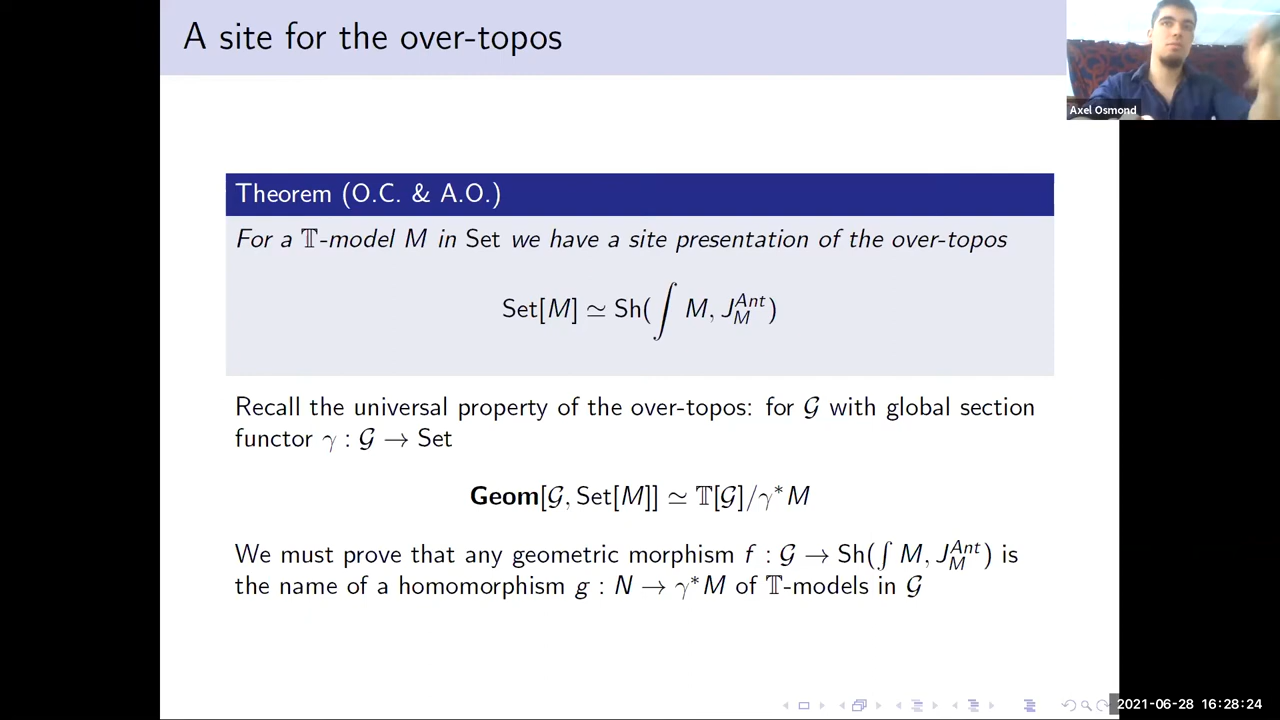 A site for the over-topos
Axel Osmond
Theorem (O.C. & A.O.)
For a 𝕋-model M in Set we have a site presentation of the over-topos
Set[M] ≃ Sh(∫ M, J_M^{Ant})
Recall the universal property of the over-topos: for 𝒢 with global section
functor γ : 𝒢 → Set
Geom[𝒢, Set[M]] ≃ 𝕋[𝒢]/γ*M
We must prove that any geometric morphism f : 𝒢 → Sh(∫ M, J_M^{Ant}) is
the name of a homomorphism g : N → γ*M of 𝕋-models in 𝒢
2021-06-28 16:28:24